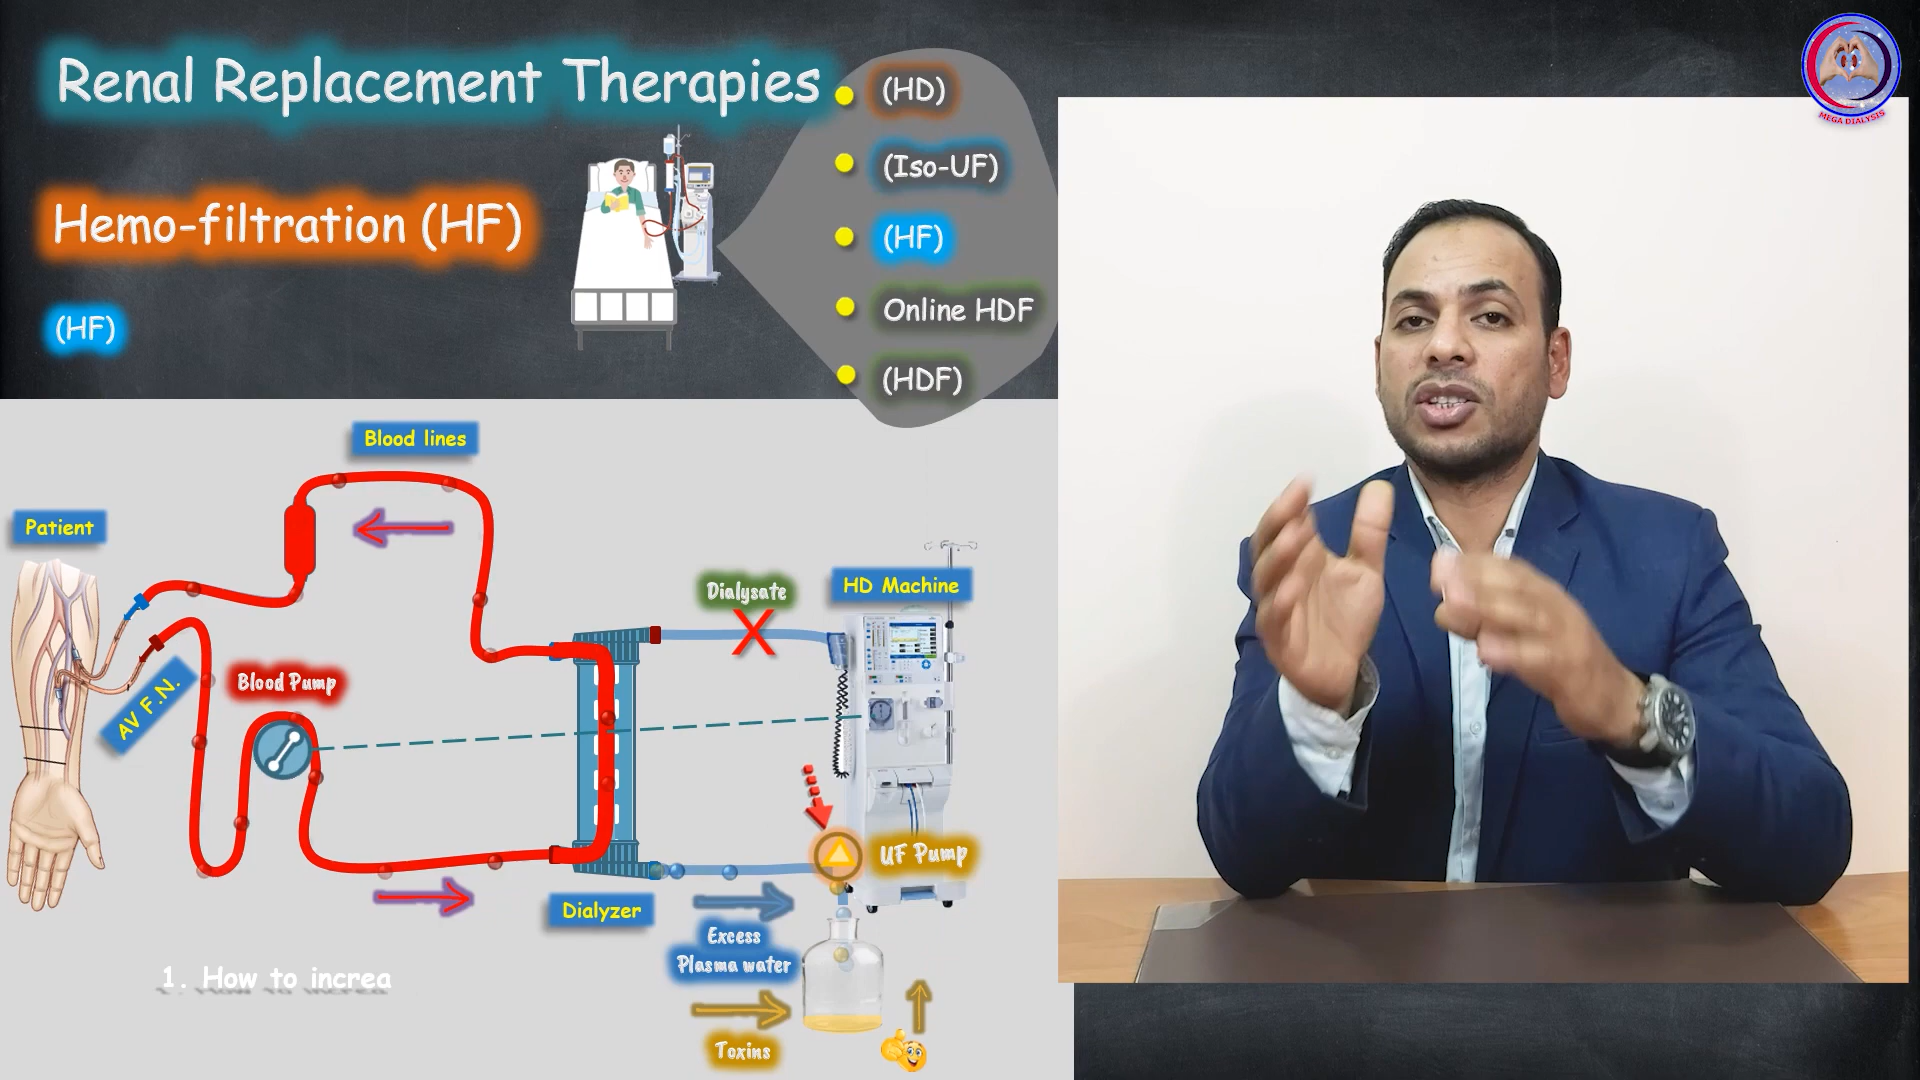 Renal Replacement Therapies
(HD)
(Iso-UF)
Hemo-filtration (HF)
(HF)
Online HDF
(HF)
(HDF)
MEGA DIALYSIS
Blood lines
Patient
Dialysate
X
HD Machine
AV F.N.
Blood Pump
UF Pump
Dialyzer
Excess
Plasma water
Toxins
1. How to increa